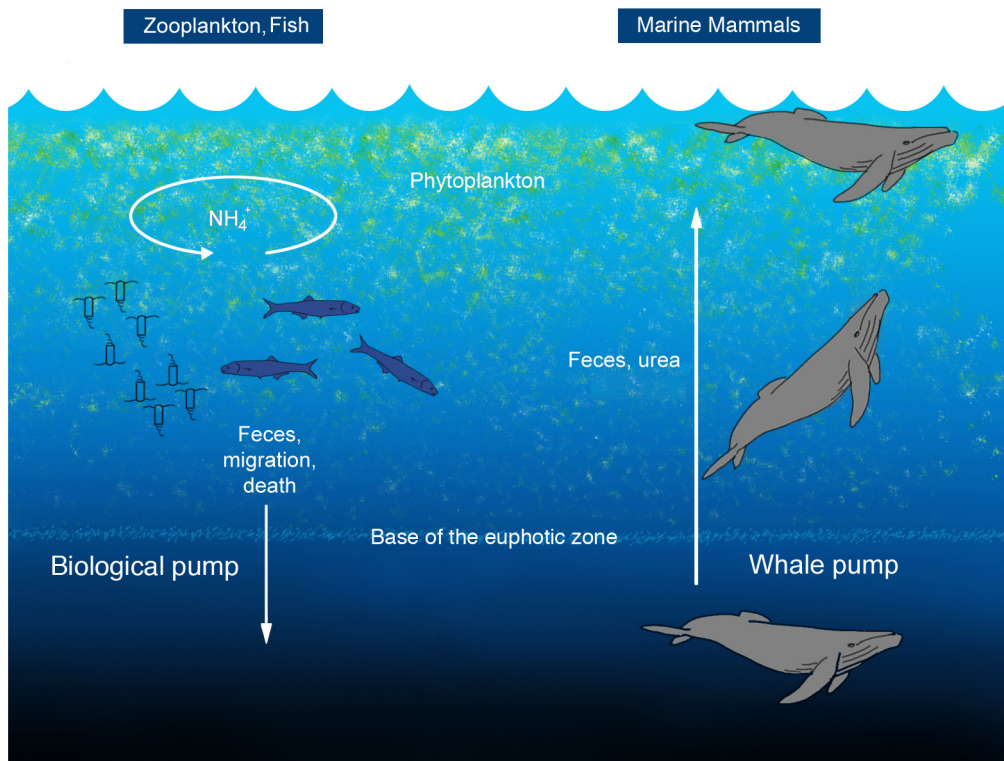 Zooplankton, Fish
Marine Mammals
Phytoplankton
NH₄⁺
Feces, urea
Feces,
migration,
death
Base of the euphotic zone
Biological pump
Whale pump